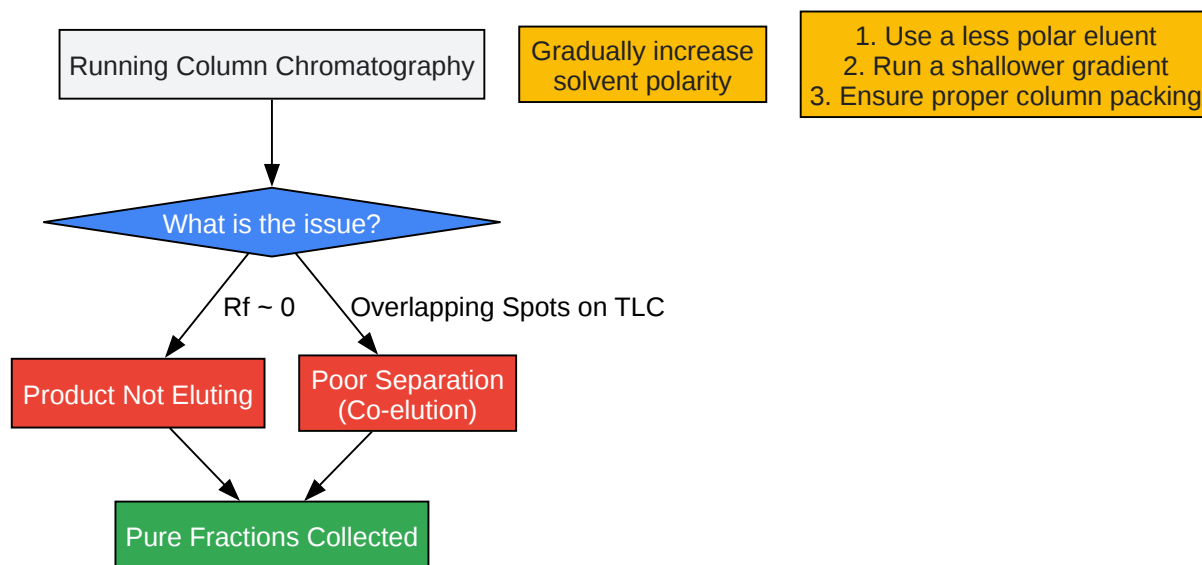 Running Column Chromatography
Gradually increase
solvent polarity
1. Use a less polar eluent
2. Run a shallower gradient
3. Ensure proper column packing
What is the issue?
Rf ~ 0
Overlapping Spots on TLC
Product Not Eluting
Poor Separation
(Co-elution)
Pure Fractions Collected